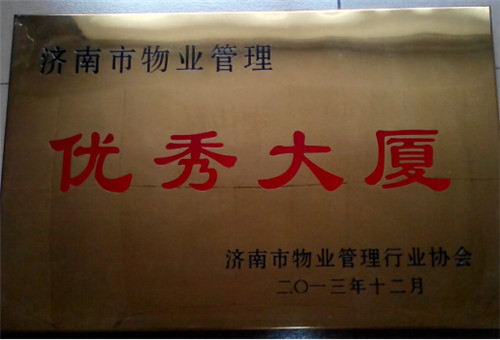 济南市物业管理
优秀大厦
济南市物业管理行业协会
二〇一三年十二月